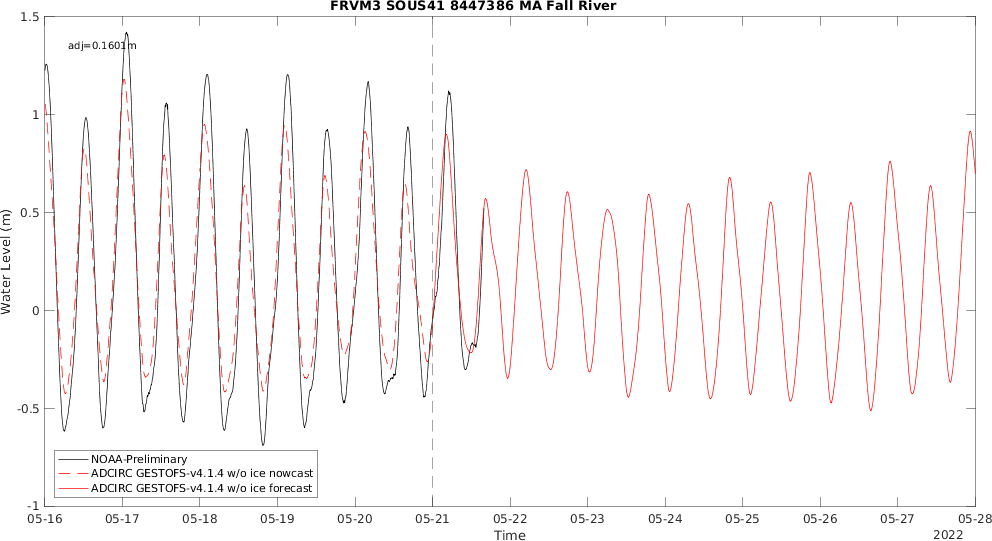 FRVM3 SOUS41 8447386 MA Fall River
adj=0.1601m
Water Level (m)
1.5
1
0.5
0
-0.5
-1
NOAA-Preliminary
ADCIRC GESTOFS-v4.1.4 w/o ice nowcast
ADCIRC GESTOFS-v4.1.4 w/o ice forecast
05-16 05-17 05-18 05-19 05-20 05-21 05-22 05-23 05-24 05-25 05-26 05-27 05-28
Time
2022